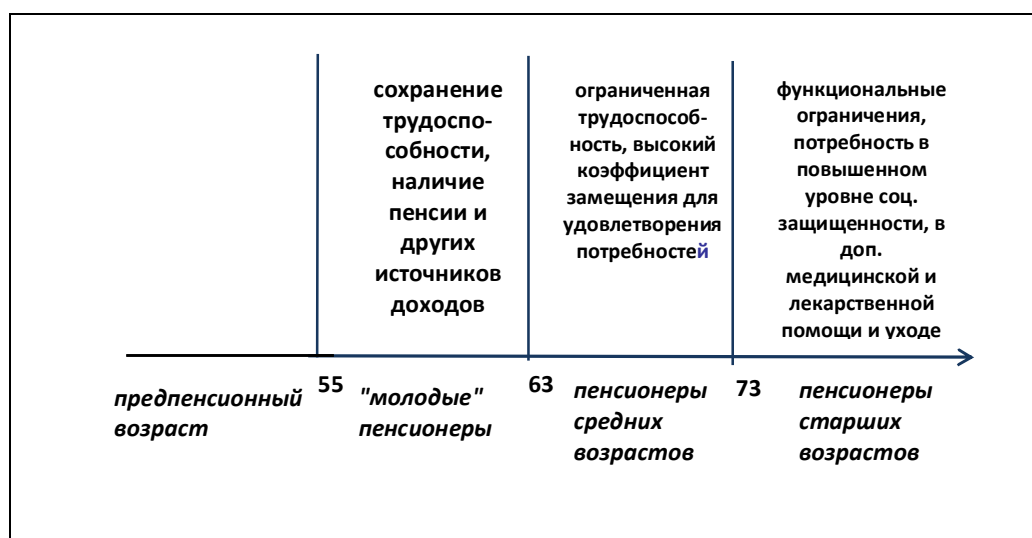 сохранение
трудоспо-
собности,
наличие
пенсии и
других
источников
доходов
ограниченная
трудоспособ-
ность, высокий
коэффициент
замещения для
удовлетворения
потребностей
функциональные
ограничения,
потребность в
повышенном
уровне соц.
защищенности, в
доп.
медицинской и
лекарственной
помощи и уходе
предпенсионный
возраст
55
"молодые"
пенсионеры
63
пенсионеры
средних
возрастов
73
пенсионеры
старших
возрастов